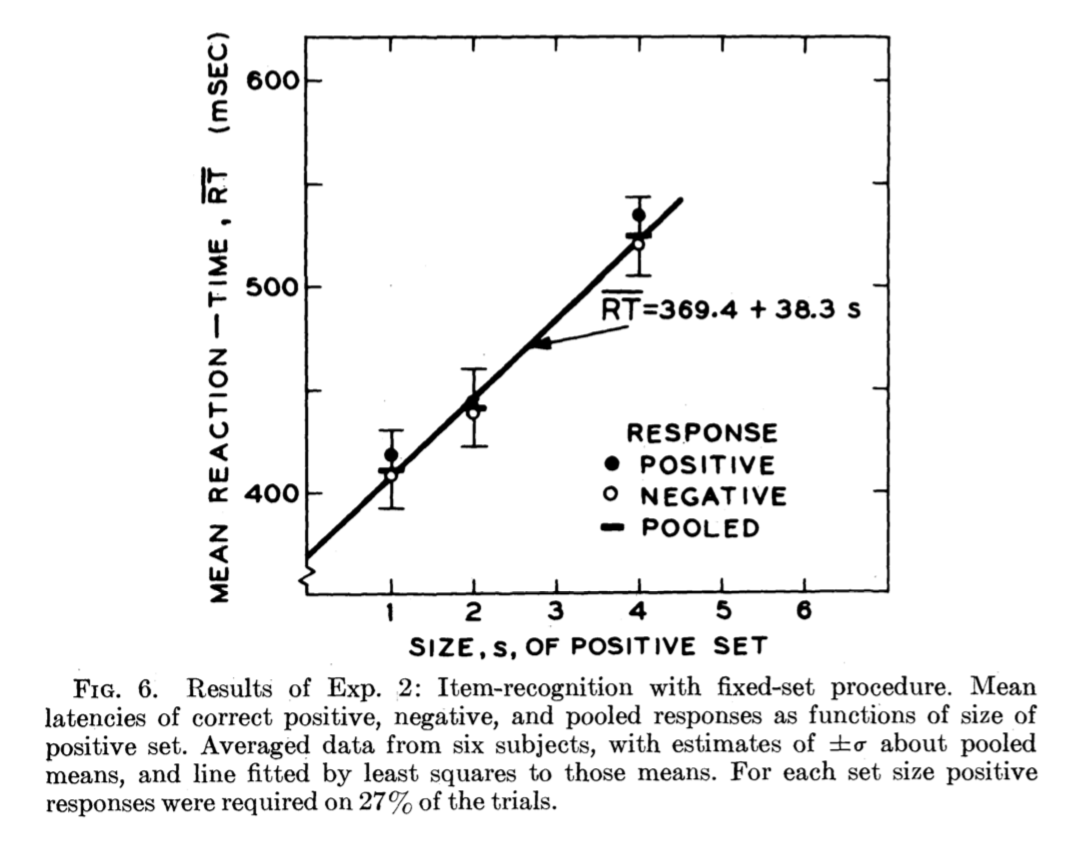 600
500
400
MEAN REACTION—TIME, RT (mSEC)
RT=369.4 + 38.3 s
RESPONSE
● POSITIVE
○ NEGATIVE
▬ POOLED
1 2 3 4 5 6
SIZE, s, OF POSITIVE SET
FIG. 6. Results of Exp. 2: Item-recognition with fixed-set procedure. Mean
latencies of correct positive, negative, and pooled responses as functions of size of
positive set. Averaged data from six subjects, with estimates of ±σ about pooled
means, and line fitted by least squares to those means. For each set size positive
responses were required on 27% of the trials.